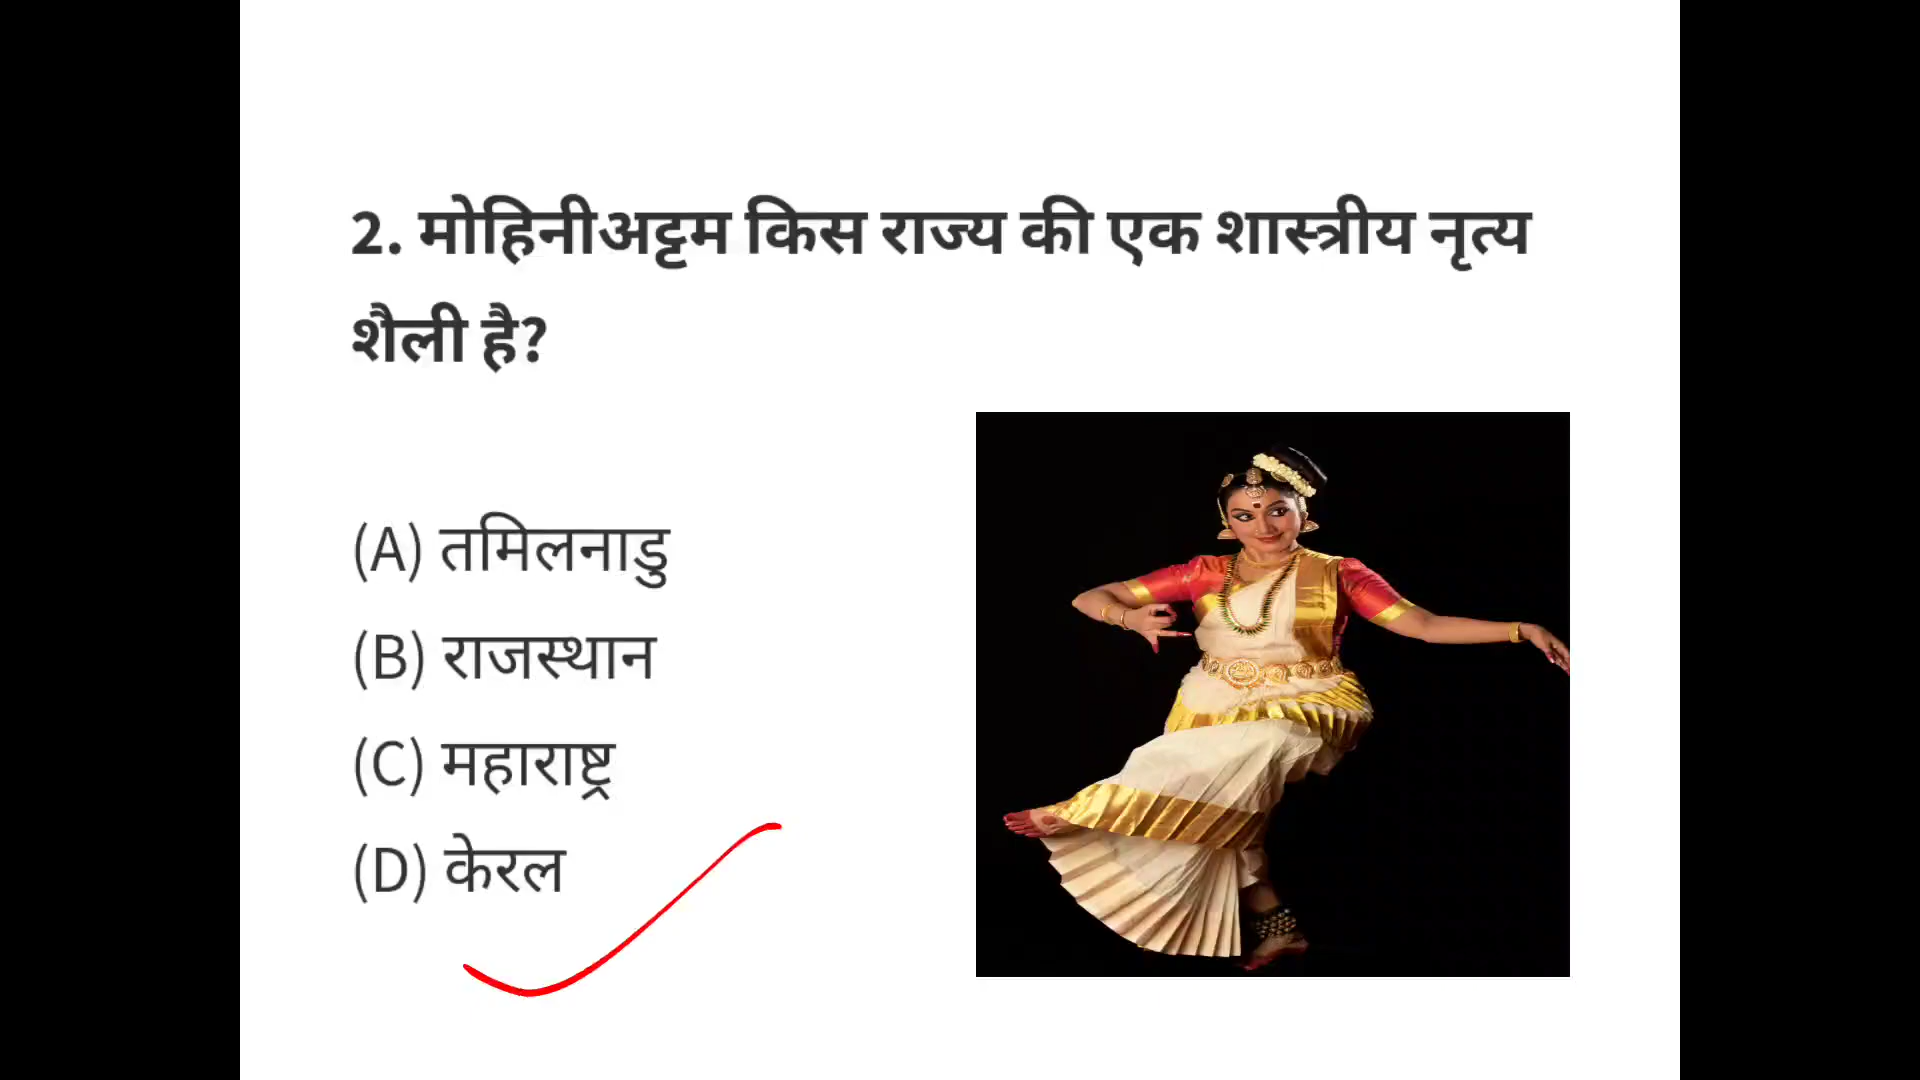 2. मोहिनीअट्टम किस राज्य की एक शास्त्रीय नृत्य
शैली है?
(A) तमिलनाडु
(B) राजस्थान
(C) महाराष्ट्र
(D) केरल